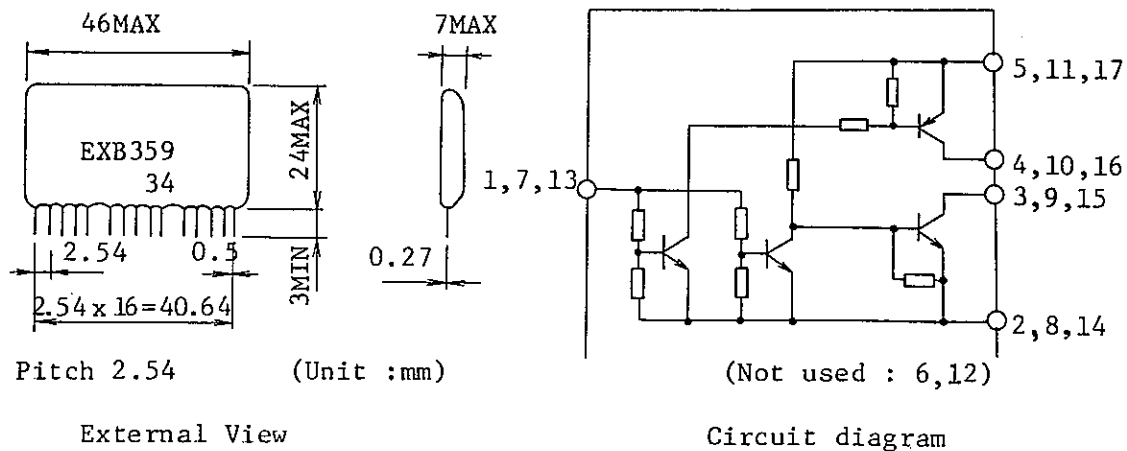 46MAX
7MAX
EXB359
34
24MAX
2.54
0.5
3MIN
2.54 x 16=40.64
0.27
Pitch 2.54
(Unit :mm)
External View
5,11,17
4,10,16
1,7,13
3,9,15
2,8,14
(Not used : 6,12)
Circuit diagram